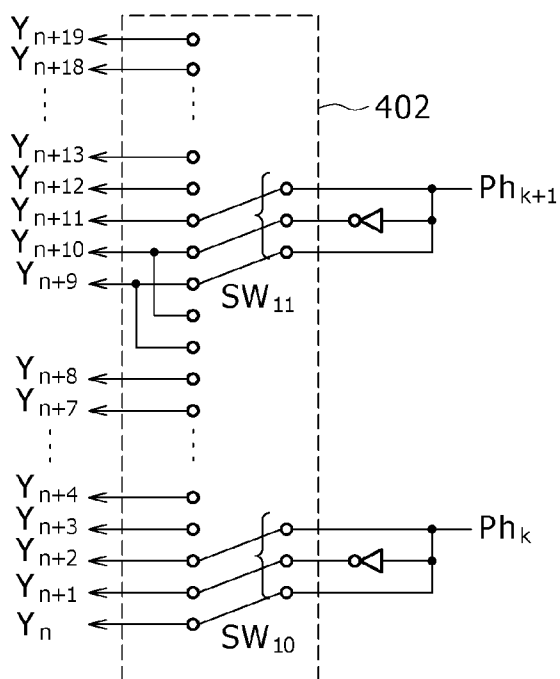 Yn+19
Yn+18
402
Yn+13
Yn+12
Phk+1
Yn+11
Yn+10
Yn+9
SW11
Yn+8
Yn+7
Yn+4
Yn+3
Phk
Yn+2
Yn+1
Yn
SW10